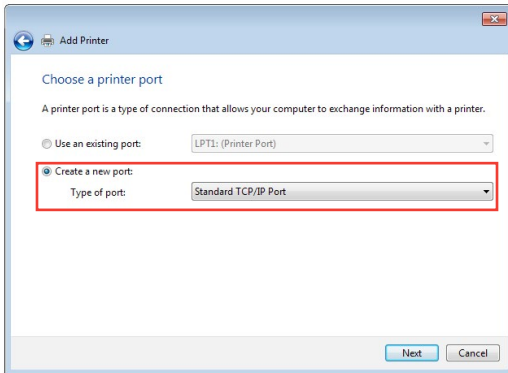 Add Printer
Choose a printer port
A printer port is a type of connection that allows your computer to exchange information with a printer.
Use an existing port:
LPT1: (Printer Port)
Create a new port:
Type of port:
Standard TCP/IP Port
Next
Cancel